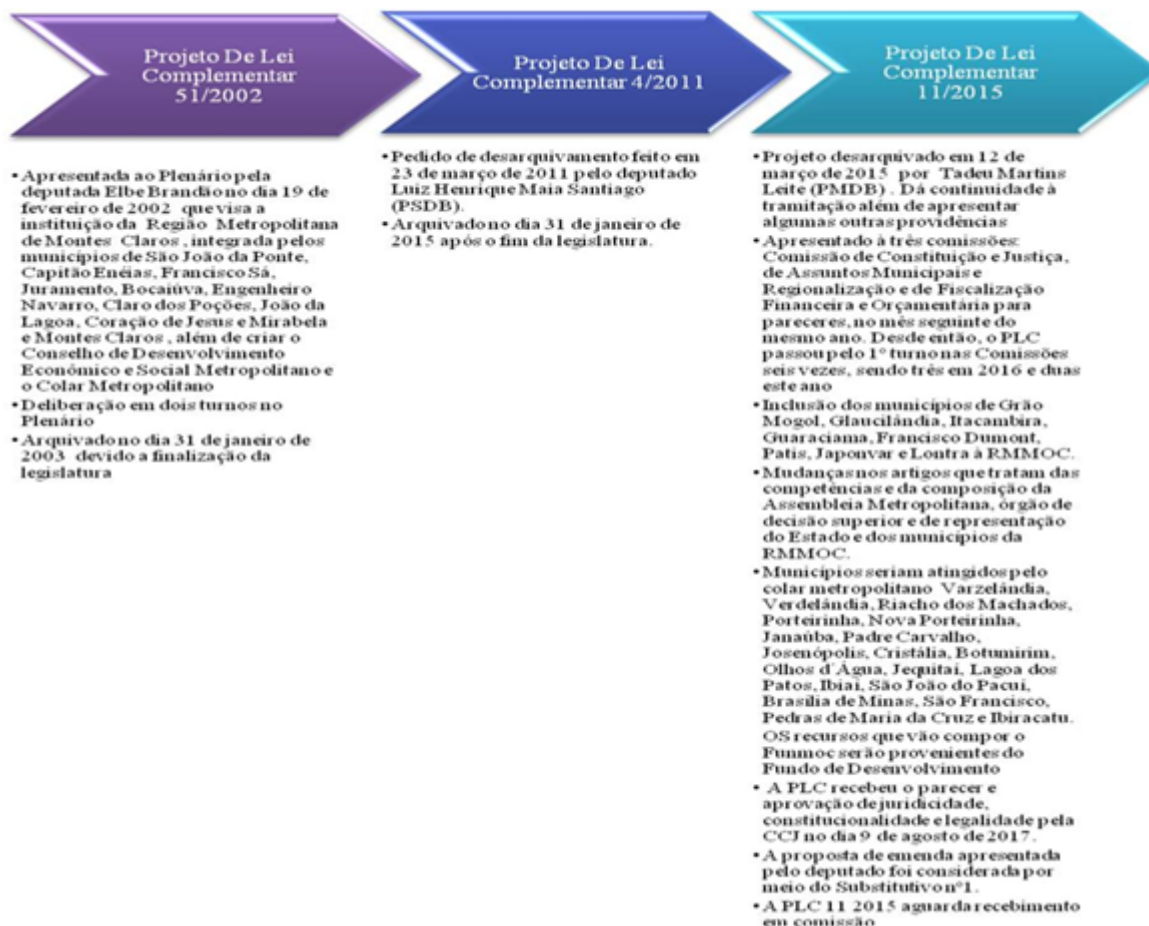 Projeto De Lei
Complementar
51/2002
• Apresentada ao Plenário pela
deputada Elbe Brandão no dia 19 de
fevereiro de 2002 que visa a
instituição da Região Metropolitana
de Montes Claros , integrada pelos
municípios de São João da Ponte,
Capitão Enéias, Francisco Sá,
Juramento, Bocaiúva, Engenheiro
Navarro, Claro dos Poções, João da
Lagoa, Coração de Jesus e Mirabela
e Montes Claros , além de criar o
Conselho de Desenvolvimento
Econômico e Social Metropolitano e
o Colar Metropolitano
• Deliberação em dois turnos no
Plenário
• Arquivado no dia 31 de janeiro de
2003 devido a finalização da
legislatura
Projeto De Lei
Complementar 4/2011
• Pedido de desarquivamento feito em
23 de março de 2011 pelo deputado
Luiz Henrique Maia Santiago
(PSDB).
• Arquivado no dia 31 de janeiro de
2015 após o fim da legislatura.
Projeto De Lei
Complementar
11/2015
• Projeto desarquivado em 12 de
março de 2015 por Tadeu Martins
Leite (PMDB) . Dá continuidade à
tramitação além de apresentar
algumas outras providências
• Apresentado à três comissões:
Comissão de Constituição e Justiça,
de Assuntos Municipais e
Regionalização e de Fiscalização
Financeira e Orçamentária para
pareceres, no mês seguinte do
mesmo ano. Desde então, o PLC
passou pelo 1º turno nas Comissões
seis vezes, sendo três em 2016 e duas
este ano
• Inclusão dos municípios de Grão
Mogol, Glaucilândia, Itacambira,
Guaraciama, Francisco Dumont,
Patis, Japonvar e Lontra à RMMOC.
• Mudanças nos artigos que tratam das
competências e da composição da
Assembleia Metropolitana, órgão de
decisão superior e de representação
do Estado e dos municípios da
RMMOC.
• Municípios seriam atingidos pelo
colar metropolitano Varzelândia,
Verdelândia, Riacho dos Machados,
Porteirinha, Nova Porteirinha,
Janaúba, Padre Carvalho,
Josenópolis, Cristália, Botumirim,
Olhos d´Água, Jequitaí, Lagoa dos
Patos, Ibiaí, São João do Pacuí,
Brasília de Minas, São Francisco,
Pedras de Maria da Cruz e Ibiracatu.
OS recursos que vão compor o
Funmoc serão provenientes do
Fundo de Desenvolvimento
• A PLC recebeu o parecer e
aprovação de juridicidade,
constitucionalidade e legalidade pela
CCJ no dia 9 de agosto de 2017.
• A proposta de emenda apresentada
pelo deputado foi considerada por
meio do Substitutivo nº1.
• A PLC 11 2015 aguarda recebimento
em comissão